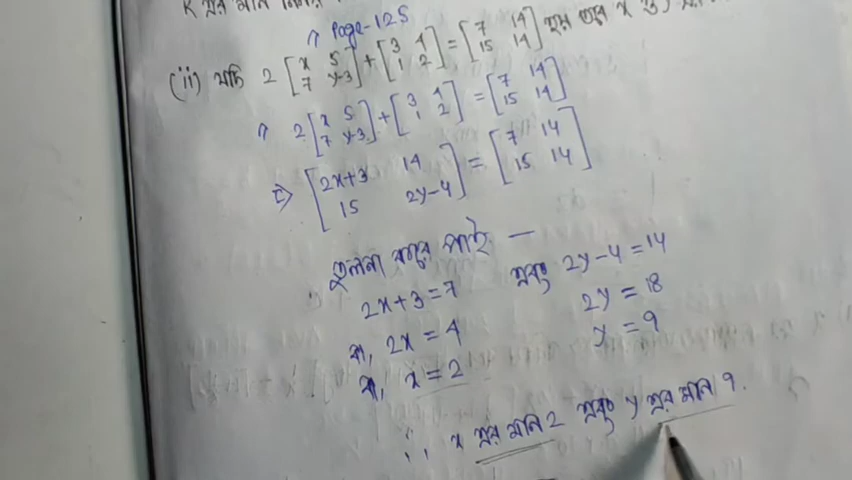 K এর মান
Page-125
(ii) যদি 2 [x 5 / 7 y-3] + [3 4 / 1 2] = [7 14 / 15 14] হয় তবে x ও y এর
2 [x 5 / 7 y-3] + [3 4 / 1 2] = [7 14 / 15 14]
⇒ [2x+3 14 / 15 2y-4] = [7 14 / 15 14]
তুলনা করে পাই —
2x+3=7 এবং 2y-4=14
বা, 2x=4 2y=18
বা, x=2 y=9
∴ x এর মান 2 এবং y এর মান 9.